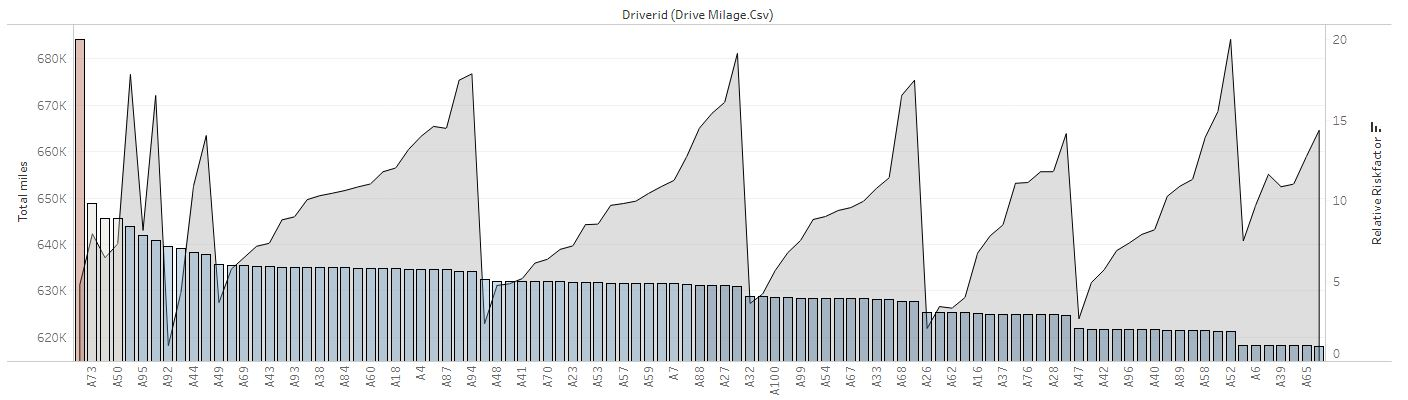 Driverid (Drive Milage.Csv)
680K
670K
660K
650K
640K
630K
620K
Total miles
20
15
10
5
0
Relative Riskfactor
A73 A50 A95 A92 A44 A49 A69 A43 A93 A38 A84 A60 A18 A4 A87 A94 A48 A41 A70 A23 A53 A57 A59 A7 A88 A27 A32 A100 A99 A54 A67 A33 A68 A26 A62 A16 A37 A76 A28 A47 A42 A96 A40 A89 A58 A52 A6 A39 A65